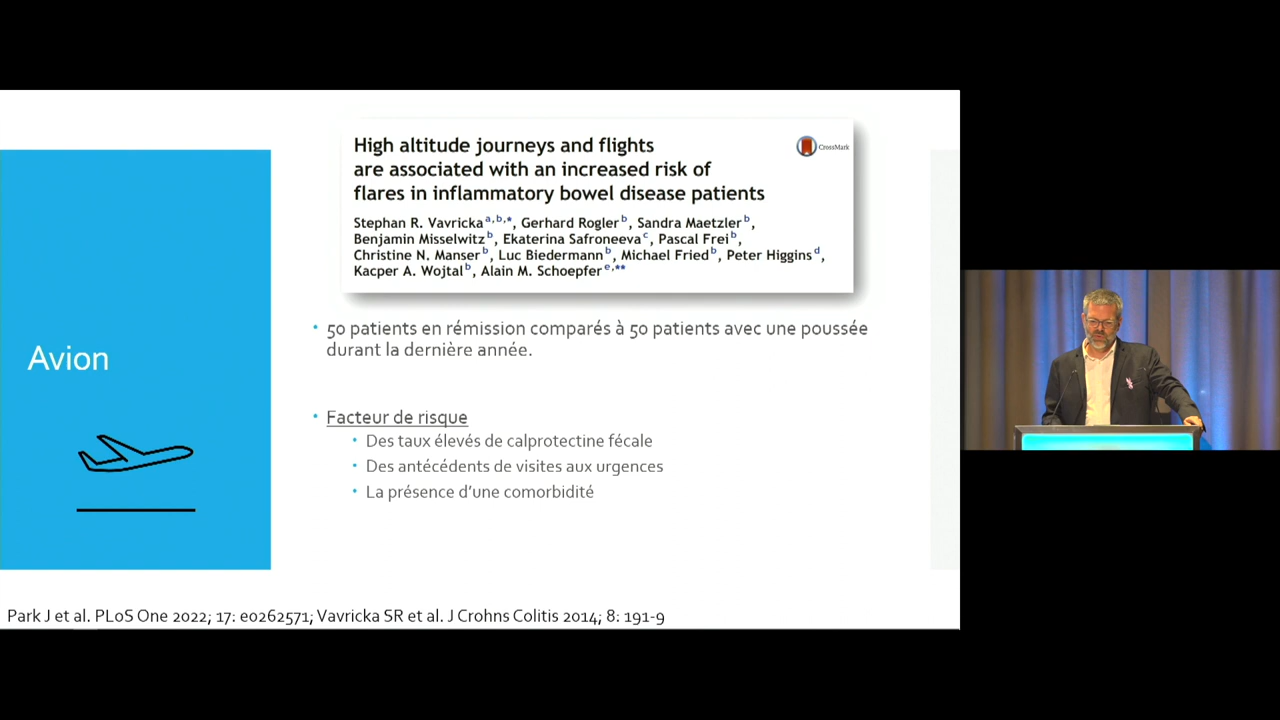 High altitude journeys and flights
are associated with an increased risk of
flares in inflammatory bowel disease patients
CrossMark
Stephan R. Vavricka a,b,*, Gerhard Rogler b, Sandra Maetzler b,
Benjamin Misselwitz b, Ekaterina Safroneeva c, Pascal Frei b,
Christine N. Manser b, Luc Biedermann b, Michael Fried b, Peter Higgins d,
Kacper A. Wojtal b, Alain M. Schoepfer e,**
Avion
• 50 patients en rémission comparés à 50 patients avec une poussée
durant la dernière année.
• Facteur de risque
• Des taux élevés de calprotectine fécale
• Des antécédents de visites aux urgences
• La présence d’une comorbidité
Park J et al. PLoS One 2022; 17: e0262571; Vavricka SR et al. J Crohns Colitis 2014; 8: 191-9